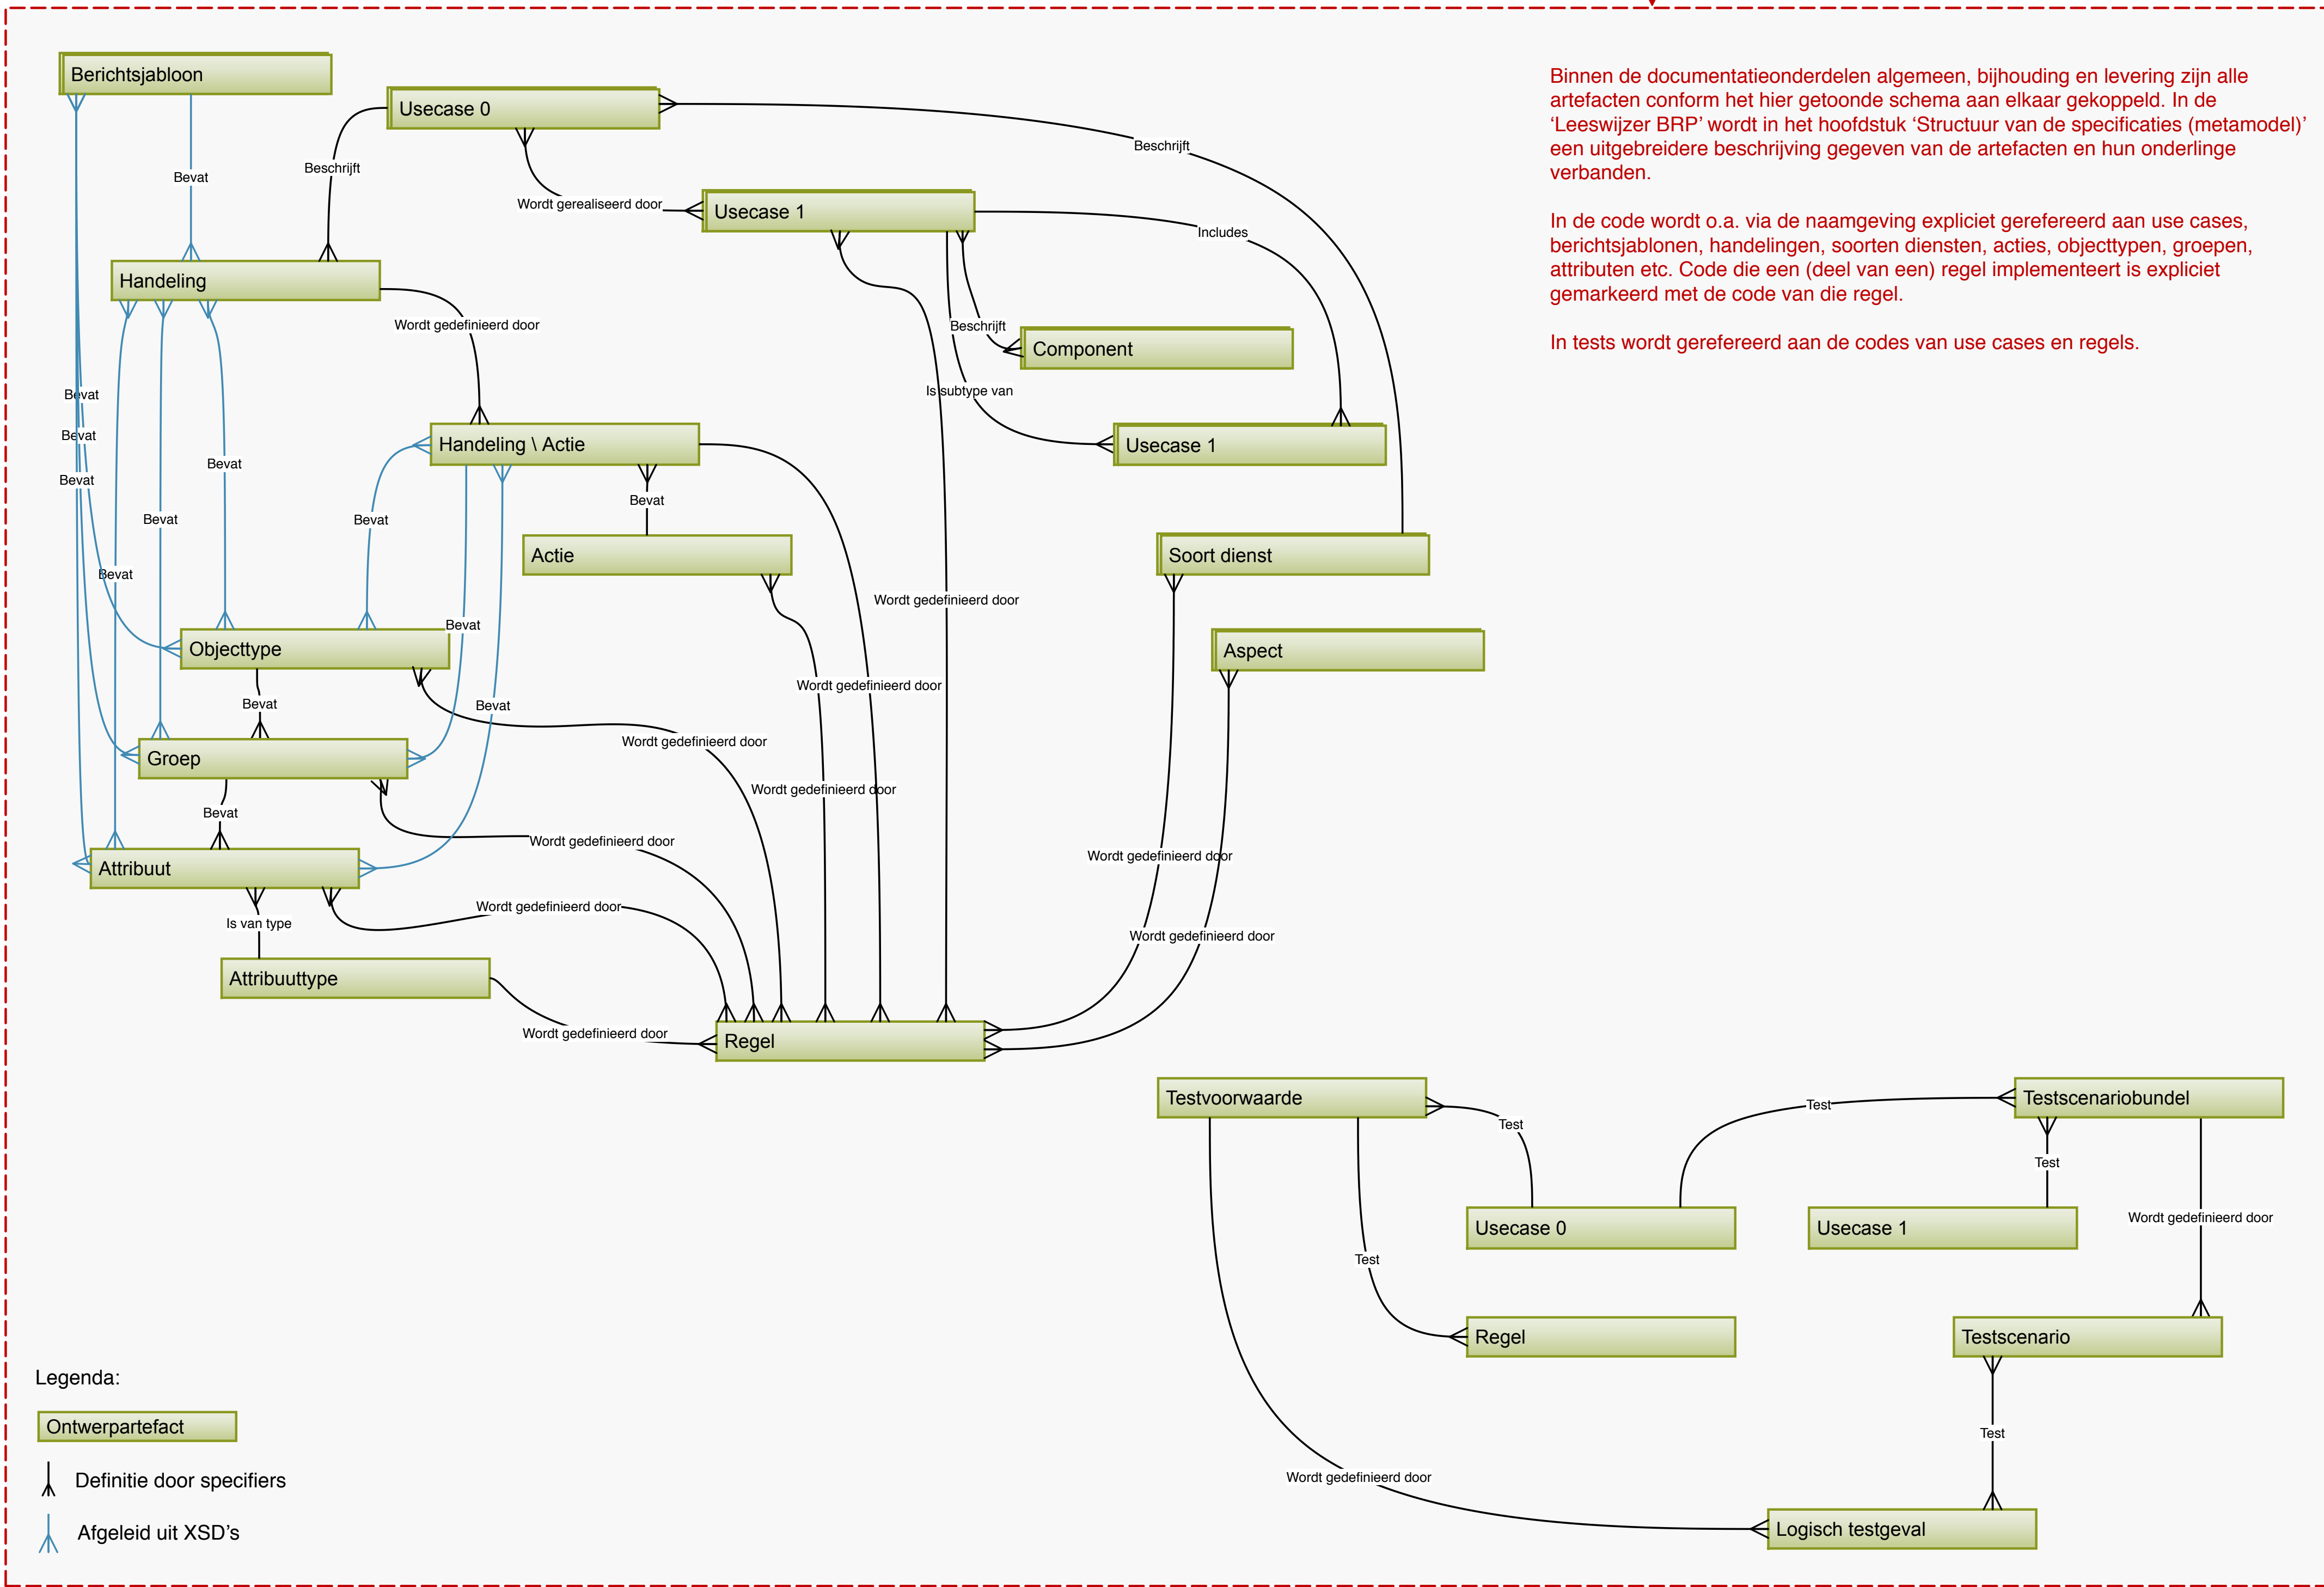 Berichtsjabloon
Usecase 0
Binnen de documentatieonderdelen algemeen, bijhouding en levering zijn alle
artefacten conform het hier getoonde schema aan elkaar gekoppeld. In de
‘Leeswijzer BRP’ wordt in het hoofdstuk ‘Structuur van de specificaties (metamodel)’
een uitgebreidere beschrijving gegeven van de artefacten en hun onderlinge
verbanden.
In de code wordt o.a. via de naamgeving expliciet gerefereerd aan use cases,
berichtsjablonen, handelingen, soorten diensten, acties, objecttypen, groepen,
attributen etc. Code die een (deel van een) regel implementeert is expliciet
gemarkeerd met de code van die regel.
In tests wordt gerefereerd aan de codes van use cases en regels.
Beschrijft
Beschrijft
Bevat
Wordt gerealiseerd door
Usecase 1
Includes
Handeling
Wordt gedefinieerd door
Beschrijft
Component
Is subtype van
Bevat
Bevat
Handeling \ Actie
Usecase 1
Bevat
Bevat
Bevat
Bevat
Bevat
Actie
Soort dienst
Bevat
Wordt gedefinieerd door
Bevat
Objecttype
Aspect
Wordt gedefinieerd door
Bevat
Bevat
Wordt gedefinieerd door
Groep
Wordt gedefinieerd door
Bevat
Wordt gedefinieerd door
Wordt gedefinieerd door
Attribuut
Wordt gedefinieerd door
Is van type
Wordt gedefinieerd door
Attribuuttype
Wordt gedefinieerd door
Regel
Testvoorwaarde
Testscenariobundel
Test
Test
Test
Usecase 0
Usecase 1
Wordt gedefinieerd door
Test
Regel
Testscenario
Legenda:
Ontwerpartefact
Test
Definitie door specifiers
Wordt gedefinieerd door
Afgeleid uit XSD’s
Logisch testgeval